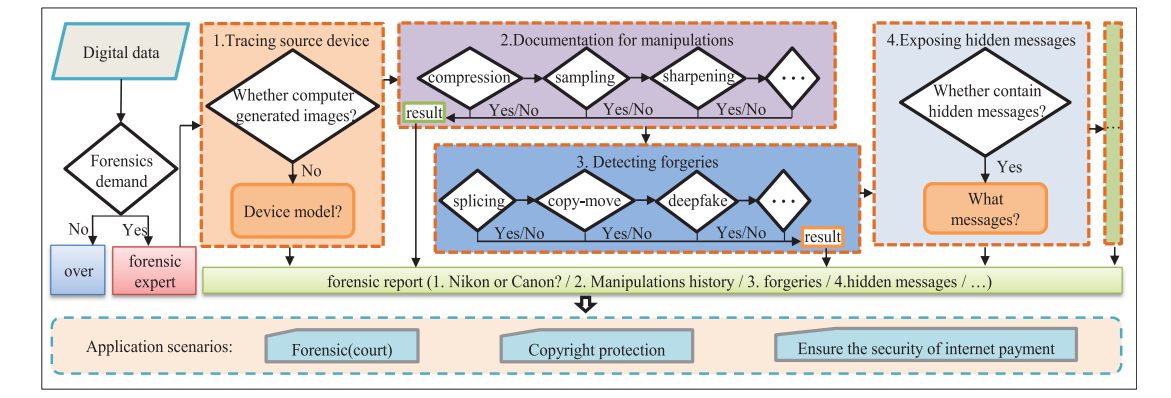 Digital data
Forensics
demand
No
Yes
over
forensic
expert
1.Tracing source device
Whether computer
generated images?
No
Device model?
2.Documentation for manipulations
compression
sampling
sharpening
...
result
Yes/No
Yes/No
Yes/No
3. Detecting forgeries
splicing
copy-move
deepfake
...
Yes/No
Yes/No
Yes/No
result
4.Exposing hidden messages
Whether contain
hidden messages?
Yes
What
messages?
...
forensic report (1. Nikon or Canon? / 2. Manipulations history / 3. forgeries / 4.hidden messages / …)
Application scenarios:
Forensic(court)
Copyright protection
Ensure the security of internet payment